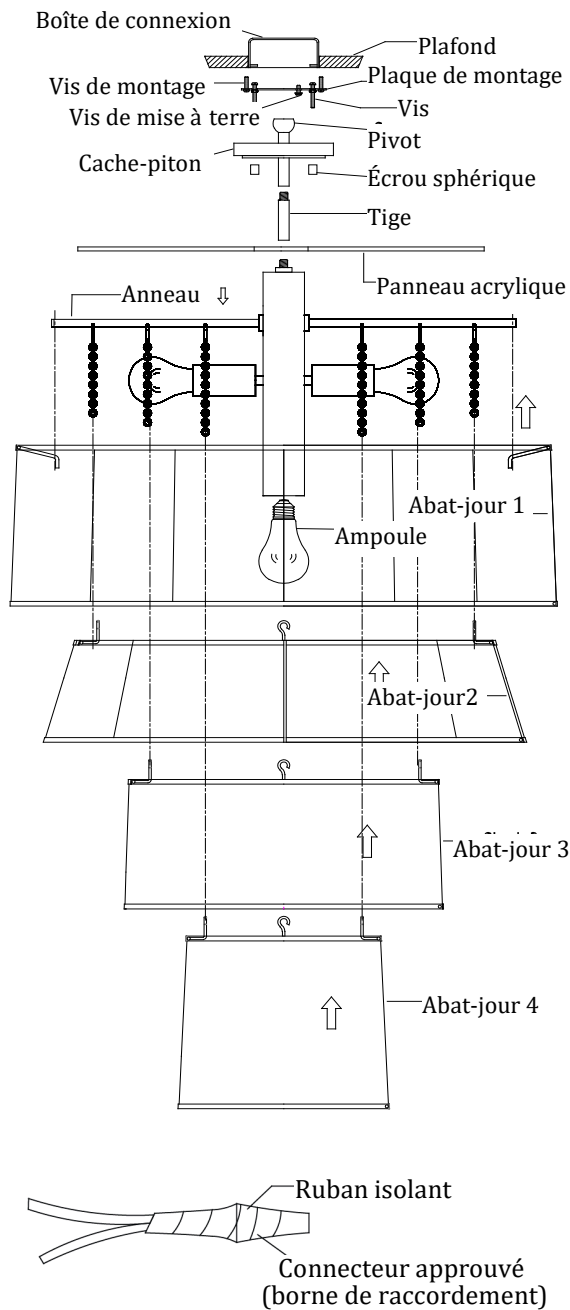 Boîte de connexion
Plafond
Plaque de montage
Vis de montage
Vis
Vis de mise à terre
Pivot
Cache-piton
Écrou sphérique
Tige
Panneau acrylique
Anneau
Abat-jour 1
Ampoule
Abat-jour2
Abat-jour 3
Abat-jour 4
Ruban isolant
Connecteur approuvé
(borne de raccordement)